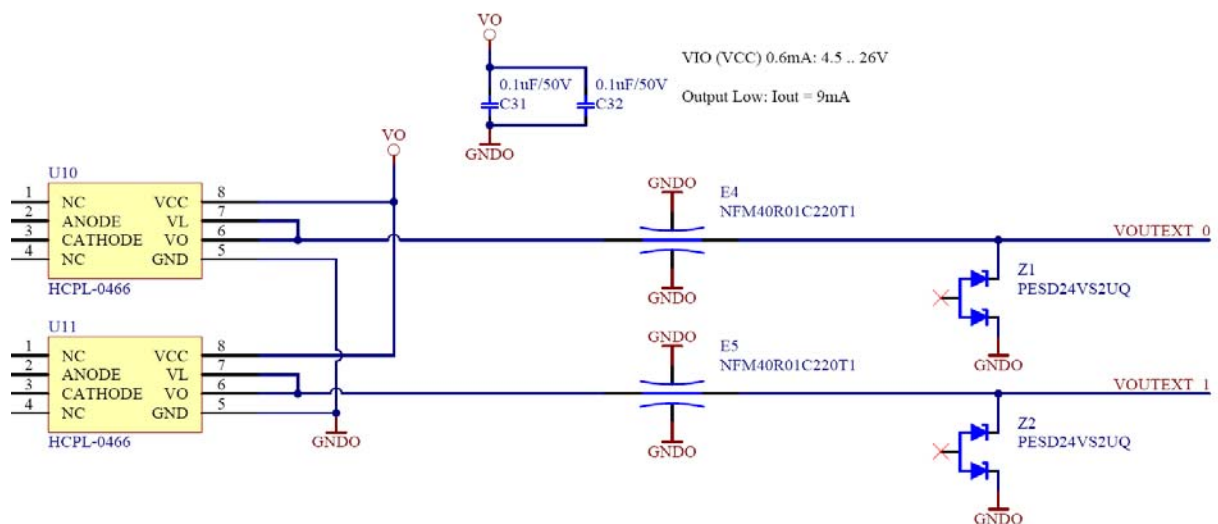 VO
VIO (VCC) 0.6mA: 4.5 .. 26V
0.1uF/50V
C31
0.1uF/50V
C32
Output Low: Iout = 9mA
GNDO
VO
U10
1 NC VCC 8
2 ANODE VL 7
3 CATHODE VO 6
4 NC GND 5
HCPL-0466
GNDO
E4
NFM40R01C220T1
GNDO
VOUTEXT_0
Z1
PESD24VS2UQ
GNDO
U11
1 NC VCC 8
2 ANODE VL 7
3 CATHODE VO 6
4 NC GND 5
HCPL-0466
GNDO
GNDO
E5
NFM40R01C220T1
GNDO
VOUTEXT_1
Z2
PESD24VS2UQ
GNDO